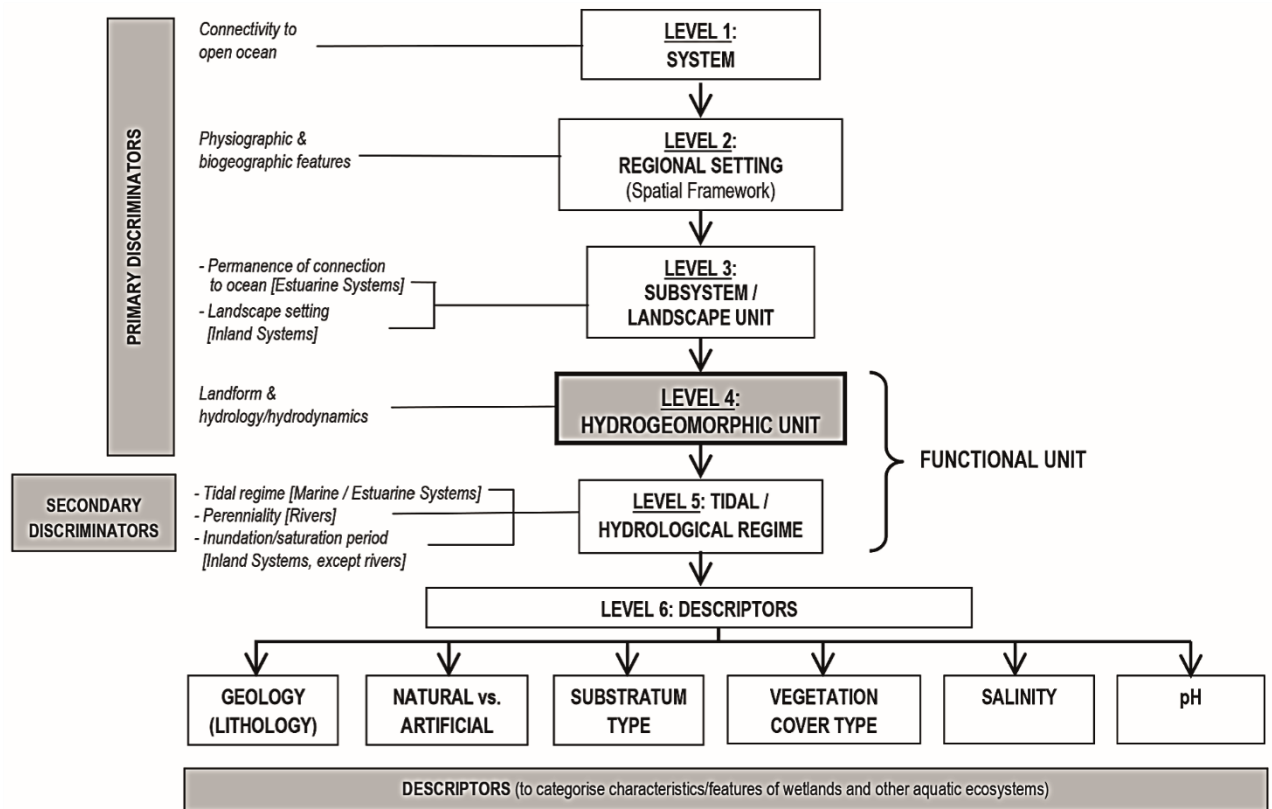 PRIMARY DISCRIMINATORS
Connectivity to
open ocean
LEVEL 1:
SYSTEM
Physiographic &
biogeographic features
LEVEL 2:
REGIONAL SETTING
(Spatial Framework)
- Permanence of connection
to ocean [Estuarine Systems]
- Landscape setting
[Inland Systems]
LEVEL 3:
SUBSYSTEM /
LANDSCAPE UNIT
Landform &
hydrology/hydrodynamics
LEVEL 4:
HYDROGEOMORPHIC UNIT
FUNCTIONAL UNIT
SECONDARY
DISCRIMINATORS
- Tidal regime [Marine / Estuarine Systems]
- Perenniality [Rivers]
- Inundation/saturation period
[Inland Systems, except rivers]
LEVEL 5: TIDAL /
HYDROLOGICAL REGIME
LEVEL 6: DESCRIPTORS
GEOLOGY
(LITHOLOGY)
NATURAL vs.
ARTIFICIAL
SUBSTRATUM
TYPE
VEGETATION
COVER TYPE
SALINITY
pH
DESCRIPTORS (to categorise characteristics/features of wetlands and other aquatic ecosystems)